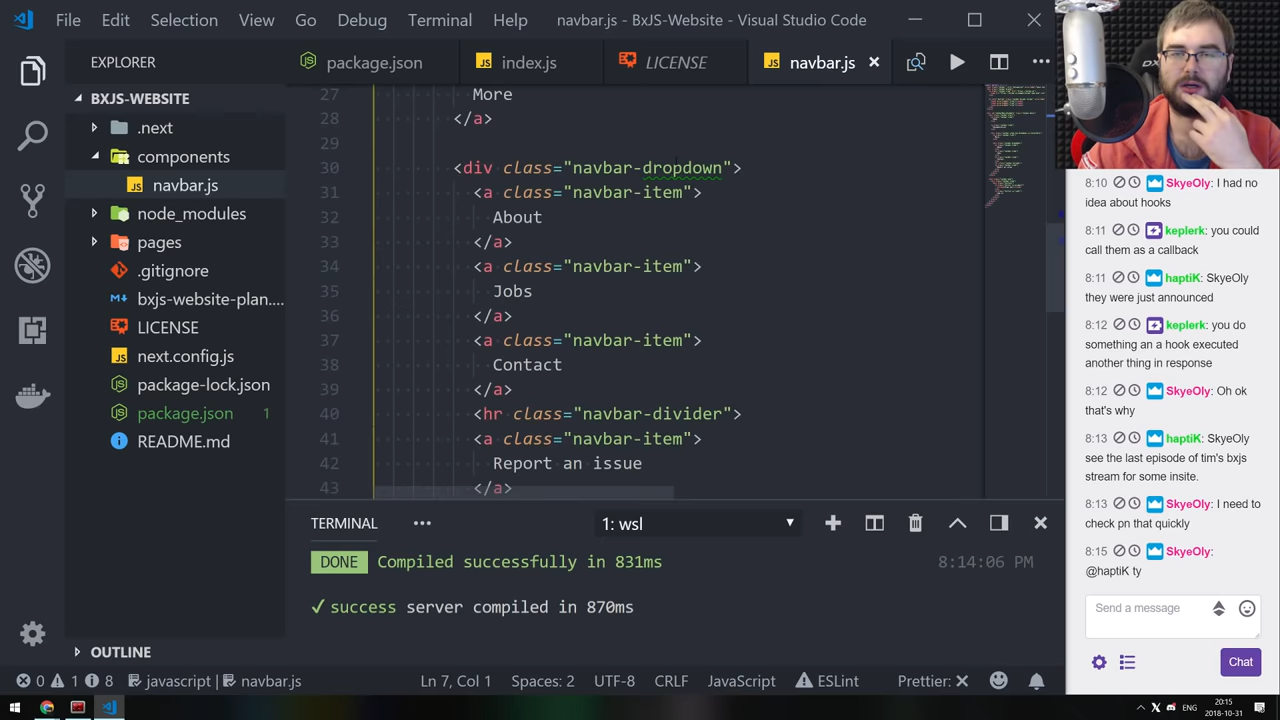 File Edit Selection View Go Debug Terminal Help navbar.js - BxJS-Website - Visual Studio Code
EXPLORER
BXJS-WEBSITE
.next
components
navbar.js
node_modules
pages
.gitignore
bxjs-website-plan....
LICENSE
next.config.js
package-lock.json
package.json 1
README.md
OUTLINE
package.json index.js LICENSE navbar.js
27 More
28 </a>
29
30 <div class="navbar-dropdown">
31 <a class="navbar-item">
32 About
33 </a>
34 <a class="navbar-item">
35 Jobs
36 </a>
37 <a class="navbar-item">
38 Contact
39 </a>
40 <hr class="navbar-divider">
41 <a class="navbar-item">
42 Report an issue
43 </a>
TERMINAL 1: wsl
DONE Compiled successfully in 831ms 8:14:06 PM
✓ success server compiled in 870ms
0 1 8 javascript | navbar.js Ln 7, Col 1 Spaces: 2 UTF-8 CRLF JavaScript ESLint Prettier: ✕
8:10 SkyeOly: I had no
idea about hooks
8:11 keplerk: you could
call them as a callback
8:11 haptiK: SkyeOly
they were just announced
8:12 keplerk: you do
something an a hook executed
another thing in response
8:12 SkyeOly: Oh ok
that's why
8:13 haptiK: SkyeOly
see the last episode of tim's bxjs
stream for some insite.
8:13 SkyeOly: I need to
check pn that quickly
8:15 SkyeOly:
@haptiK ty
Send a message
Chat
ENG
20:15
2018-10-31